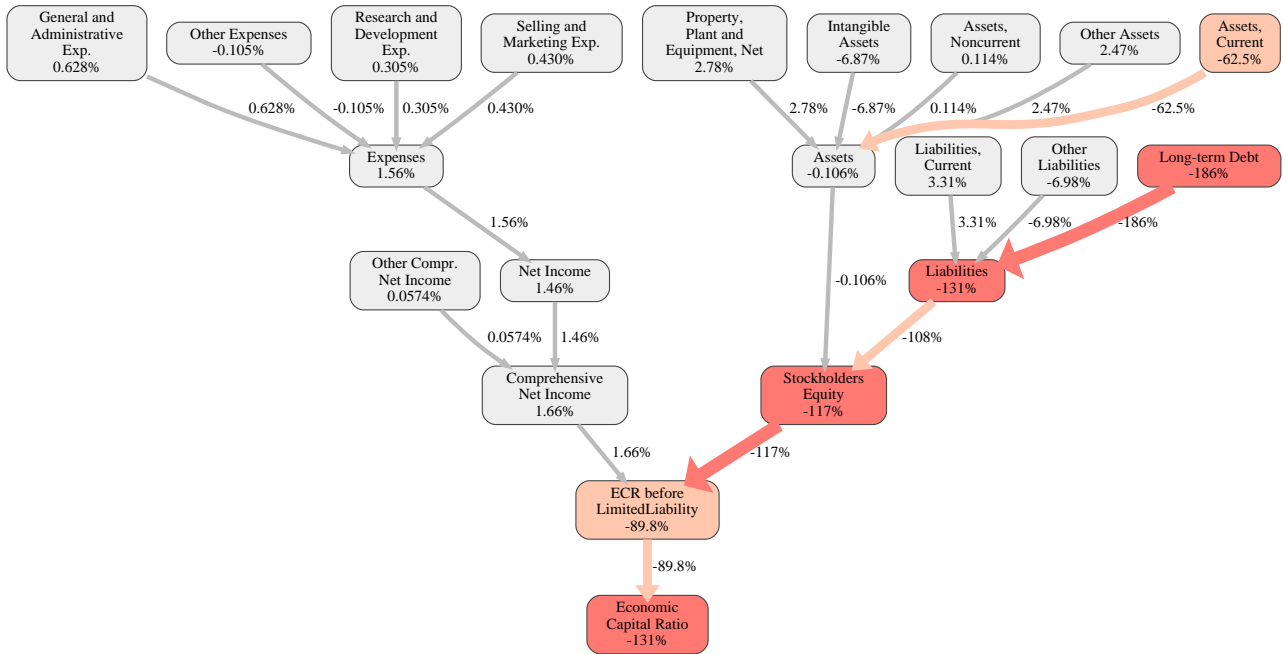 General and
Administrative
Exp.
0.628%
Other Expenses
-0.105%
Research and
Development
Exp.
0.305%
Selling and
Marketing Exp.
0.430%
Property,
Plant and
Equipment, Net
2.78%
Intangible
Assets
-6.87%
Assets,
Noncurrent
0.114%
Other Assets
2.47%
Assets,
Current
-62.5%
0.628%
-0.105%
0.305%
0.430%
2.78%
-6.87%
0.114%
2.47%
-62.5%
Expenses
1.56%
Assets
-0.106%
Liabilities,
Current
3.31%
Other
Liabilities
-6.98%
Long-term Debt
-186%
1.56%
-0.106%
3.31%
-6.98%
-186%
Other Compr.
Net Income
0.0574%
Net Income
1.46%
Liabilities
-131%
0.0574%
1.46%
-108%
Comprehensive
Net Income
1.66%
Stockholders
Equity
-117%
1.66%
-117%
ECR before
LimitedLiability
-89.8%
-89.8%
Economic
Capital Ratio
-131%